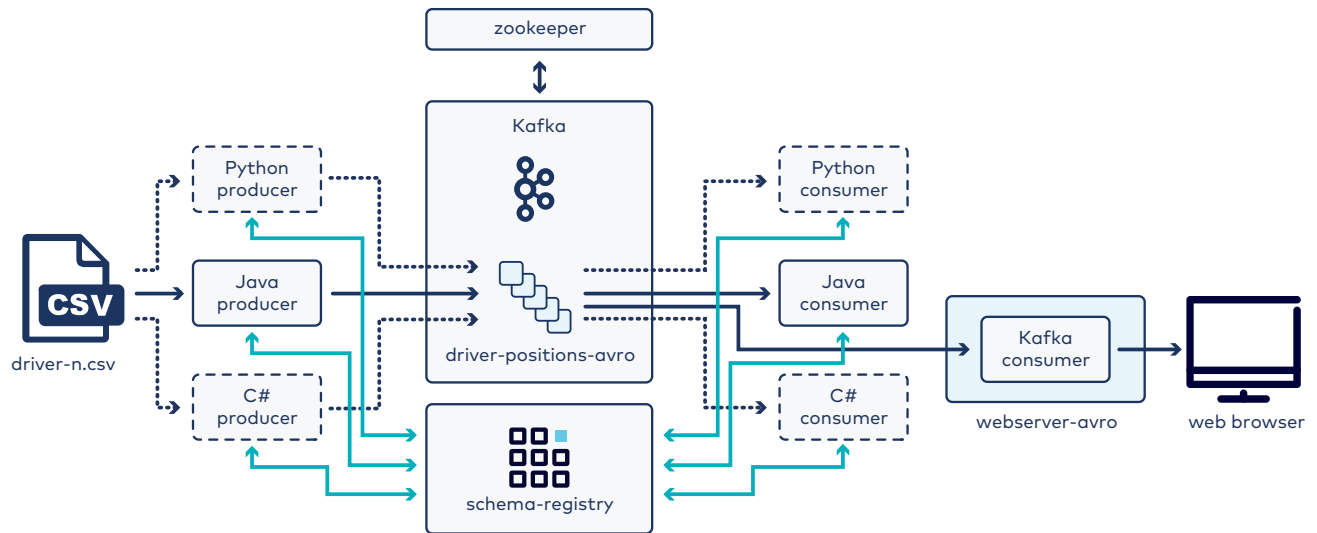 zookeeper
Kafka
Python
producer
Python
consumer
CSV
driver-n.csv
Java
producer
Java
consumer
driver-positions-avro
Kafka
consumer
webserver-avro
web browser
C#
producer
C#
consumer
schema-registry